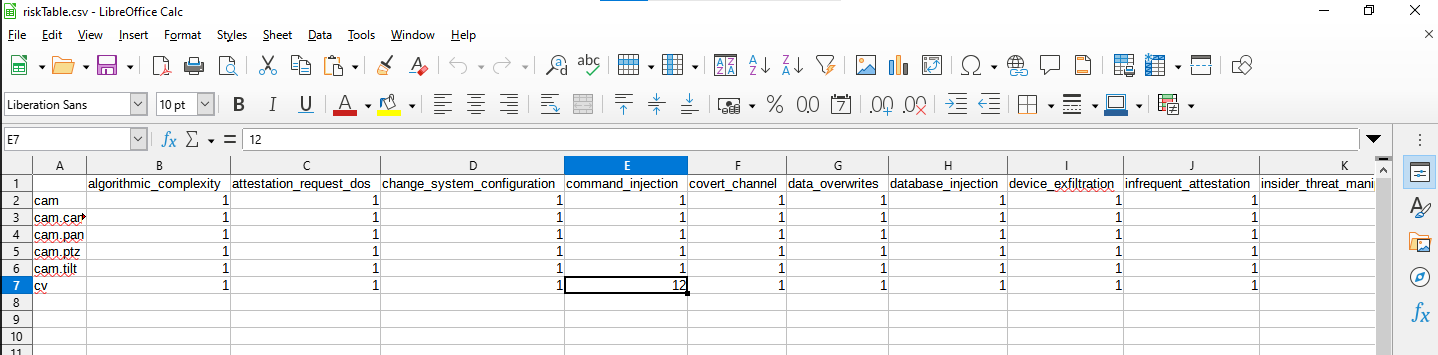 riskTable.csv - LibreOffice Calc
File Edit View Insert Format Styles Sheet Data Tools Window Help
Liberation Sans 10 pt B I U A
E7 fx Σ = 12
A B C D E F G H I J K
1 algorithmic_complexity attestation_request_dos change_system_configuration command_injection covert_channel data_overwrites database_injection device_exfiltration infrequent_attestation insider_threat_mani
2 cam 1 1 1 1 1 1 1 1 1
3 cam.car 1 1 1 1 1 1 1 1 1
4 cam.pan 1 1 1 1 1 1 1 1 1
5 cam.ptz 1 1 1 1 1 1 1 1 1
6 cam.tilt 1 1 1 1 1 1 1 1 1
7 cv 1 1 1 12 1 1 1 1 1
8
9
10
11